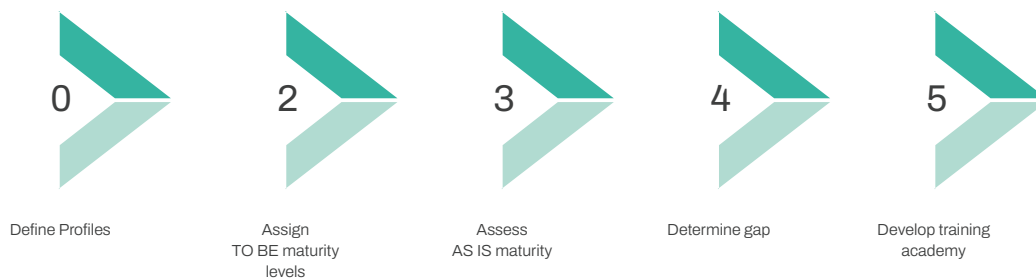 0
2
3
4
5
Define Profiles
Assign
TO BE maturity
levels
Assess
AS IS maturity
Determine gap
Develop training
academy